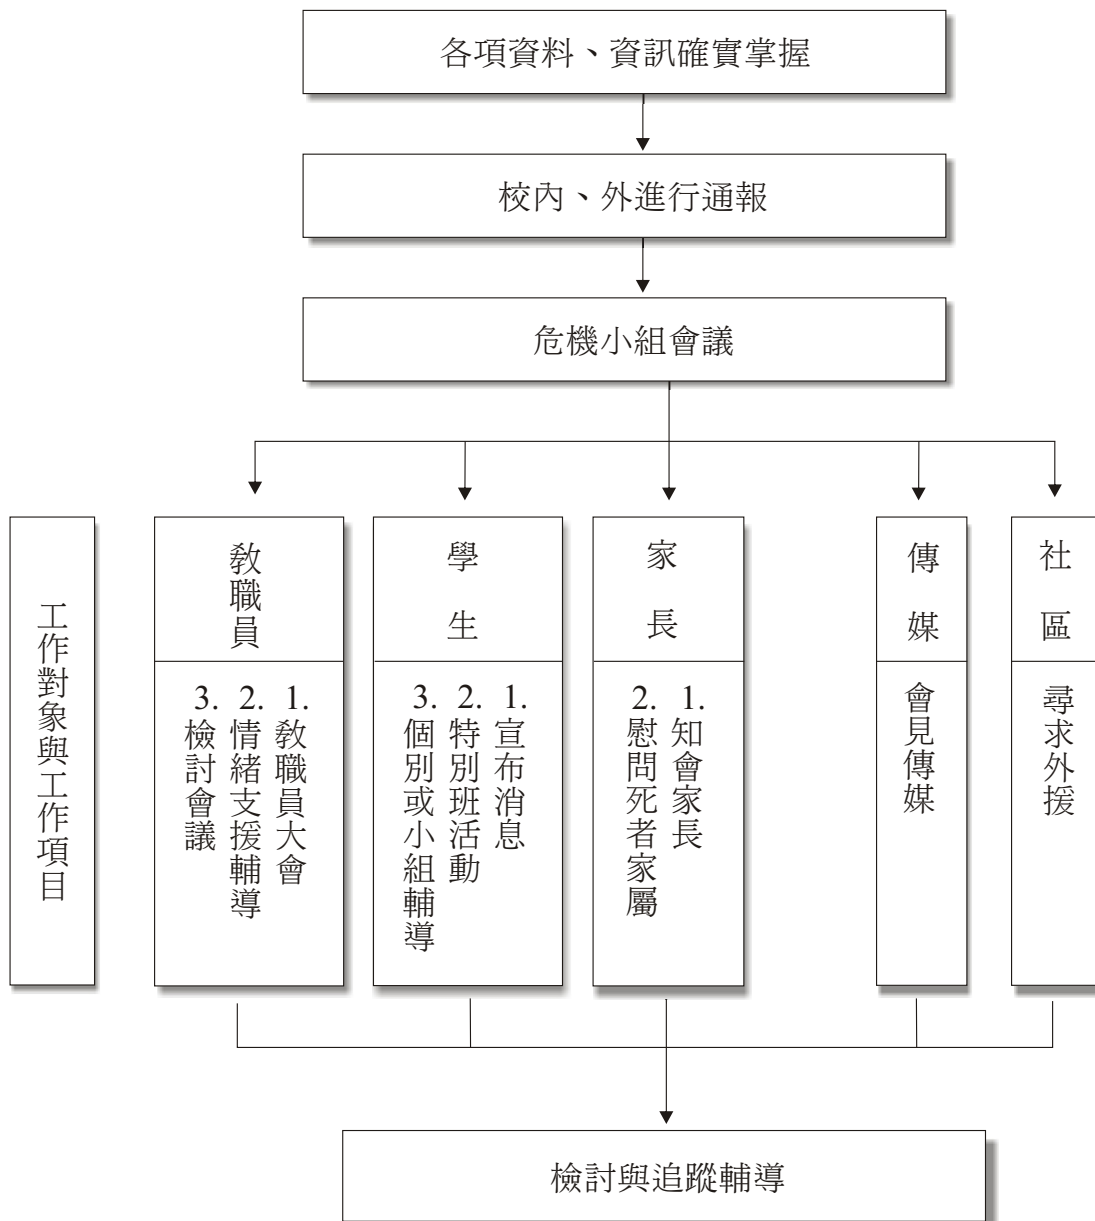 各項資料、資訊確實掌握
校內、外進行通報
危機小組會議
工作對象與工作項目
教職員
1. 教職員大會
2. 情緒支援輔導
3. 檢討會議
學生
1. 宣布消息
2. 特別班活動
3. 個別或小組輔導
家長
1. 知會家長
2. 慰問死者家屬
傳媒
會見傳媒
社區
尋求外援
檢討與追蹤輔導